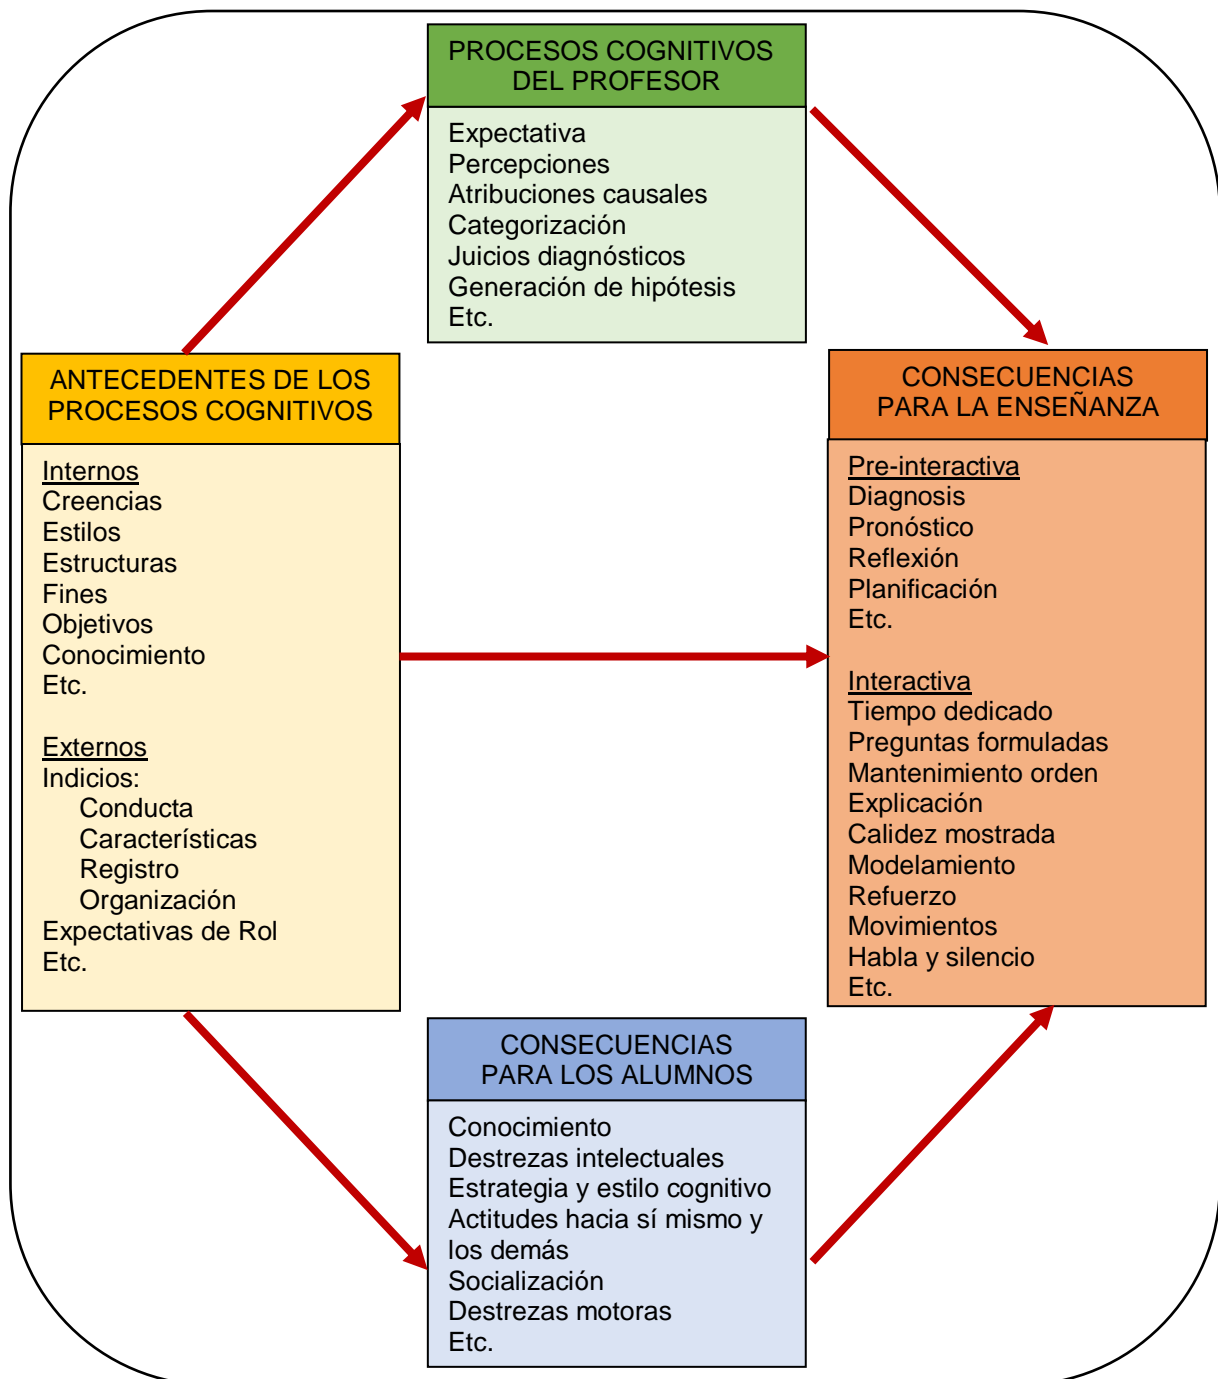 PROCESOS COGNITIVOS
DEL PROFESOR
Expectativa
Percepciones
Atribuciones causales
Categorización
Juicios diagnósticos
Generación de hipótesis
Etc.
ANTECEDENTES DE LOS
PROCESOS COGNITIVOS
Internos
Creencias
Estilos
Estructuras
Fines
Objetivos
Conocimiento
Etc.
Externos
Indicios:
Conducta
Características
Registro
Organización
Expectativas de Rol
Etc.
CONSECUENCIAS
PARA LA ENSEÑANZA
Pre-interactiva
Diagnosis
Pronóstico
Reflexión
Planificación
Etc.
Interactiva
Tiempo dedicado
Preguntas formuladas
Mantenimiento orden
Explicación
Calidez mostrada
Modelamiento
Refuerzo
Movimientos
Habla y silencio
Etc.
CONSECUENCIAS
PARA LOS ALUMNOS
Conocimiento
Destrezas intelectuales
Estrategia y estilo cognitivo
Actitudes hacia sí mismo y
los demás
Socialización
Destrezas motoras
Etc.